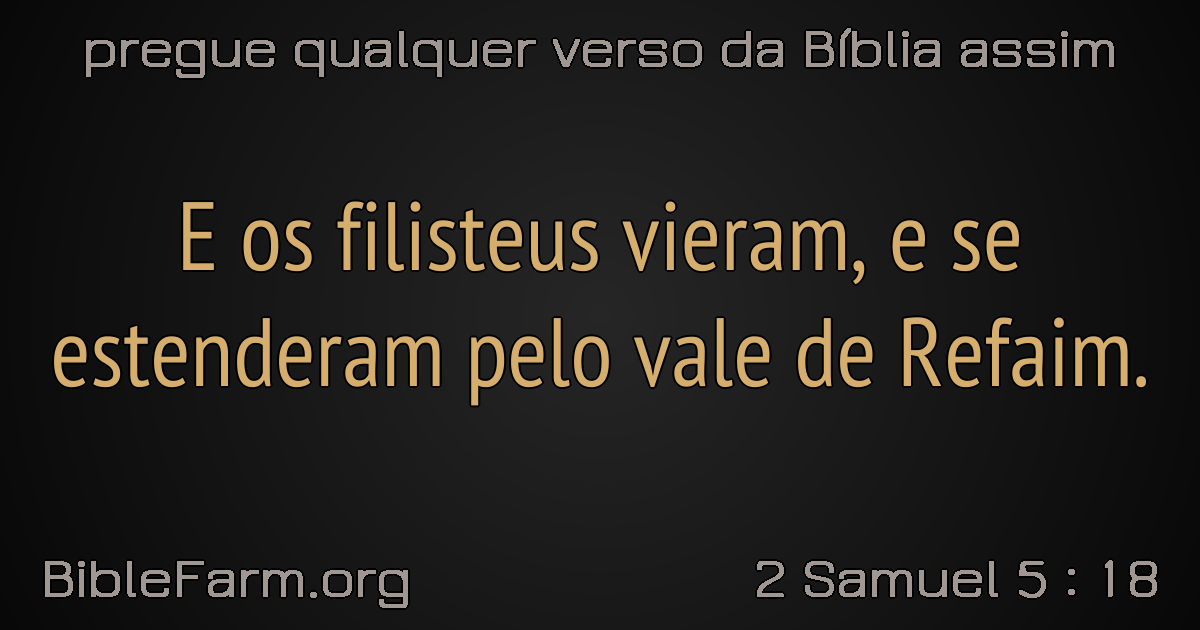 pregue qualquer verso da Bíblia assim
E os filisteus vieram, e se
estenderam pelo vale de Refaim.
BibleFarm.org
2 Samuel 5 : 18